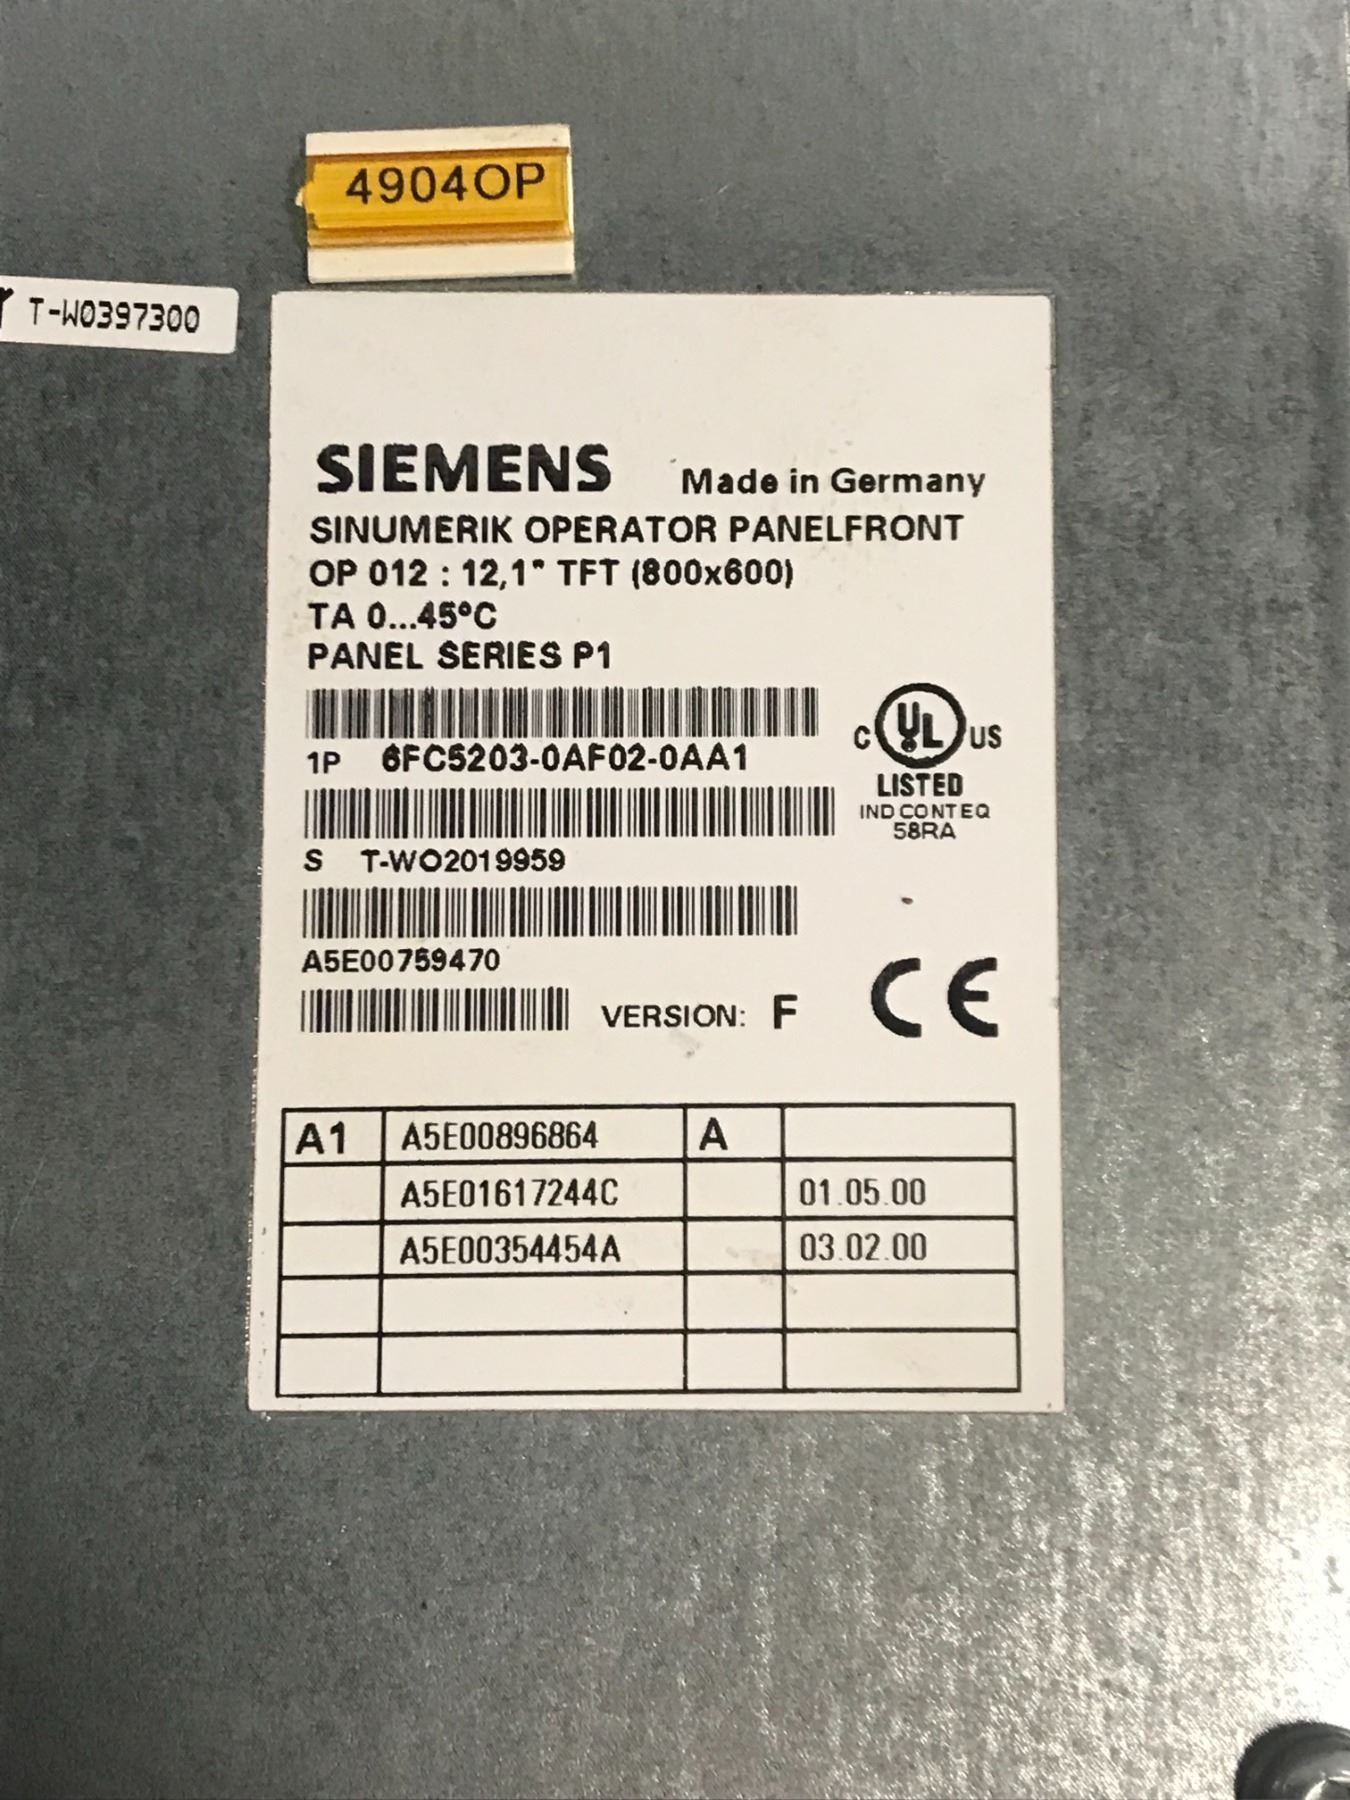 4904OP
T-W0397300
SIEMENS Made in Germany
SINUMERIK OPERATOR PANELFRONT
OP 012 : 12,1" TFT (800x600)
TA 0...45°C
PANEL SERIES P1
1P 6FC5203-0AF02-0AA1
C UL US
LISTED
IND CONT EQ
58RA
S T-WO2019959
A5E00759470
VERSION: F
CE
A1 A5E00896864 A
A5E01617244C 01.05.00
A5E00354454A 03.02.00